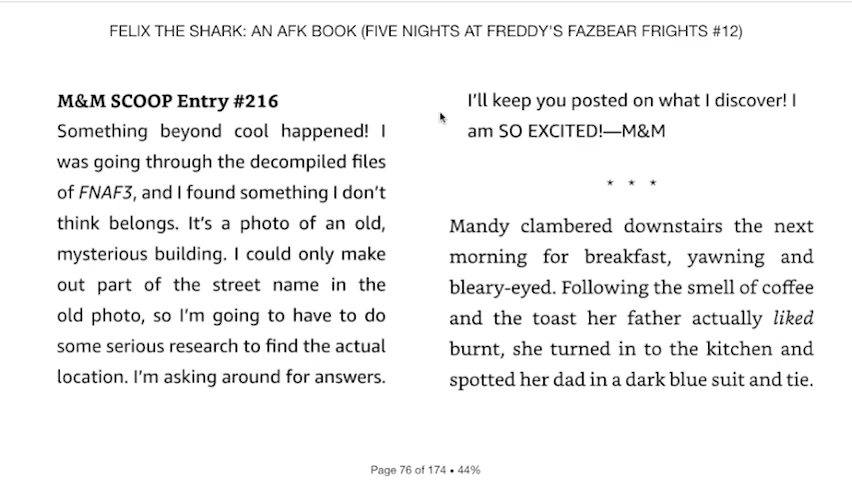 FELIX THE SHARK: AN AFK BOOK (FIVE NIGHTS AT FREDDY'S FAZBEAR FRIGHTS #12)
M&M SCOOP Entry #216
Something beyond cool happened! I
was going through the decompiled files
of FNAF3, and I found something I don't
think belongs. It's a photo of an old,
mysterious building. I could only make
out part of the street name in the
old photo, so I'm going to have to do
some serious research to find the actual
location. I'm asking around for answers.
I'll keep you posted on what I discover! I
am SO EXCITED!—M&M
* * *
Mandy clambered downstairs the next
morning for breakfast, yawning and
bleary-eyed. Following the smell of coffee
and the toast her father actually liked
burnt, she turned in to the kitchen and
spotted her dad in a dark blue suit and tie.
Page 76 of 174 • 44%